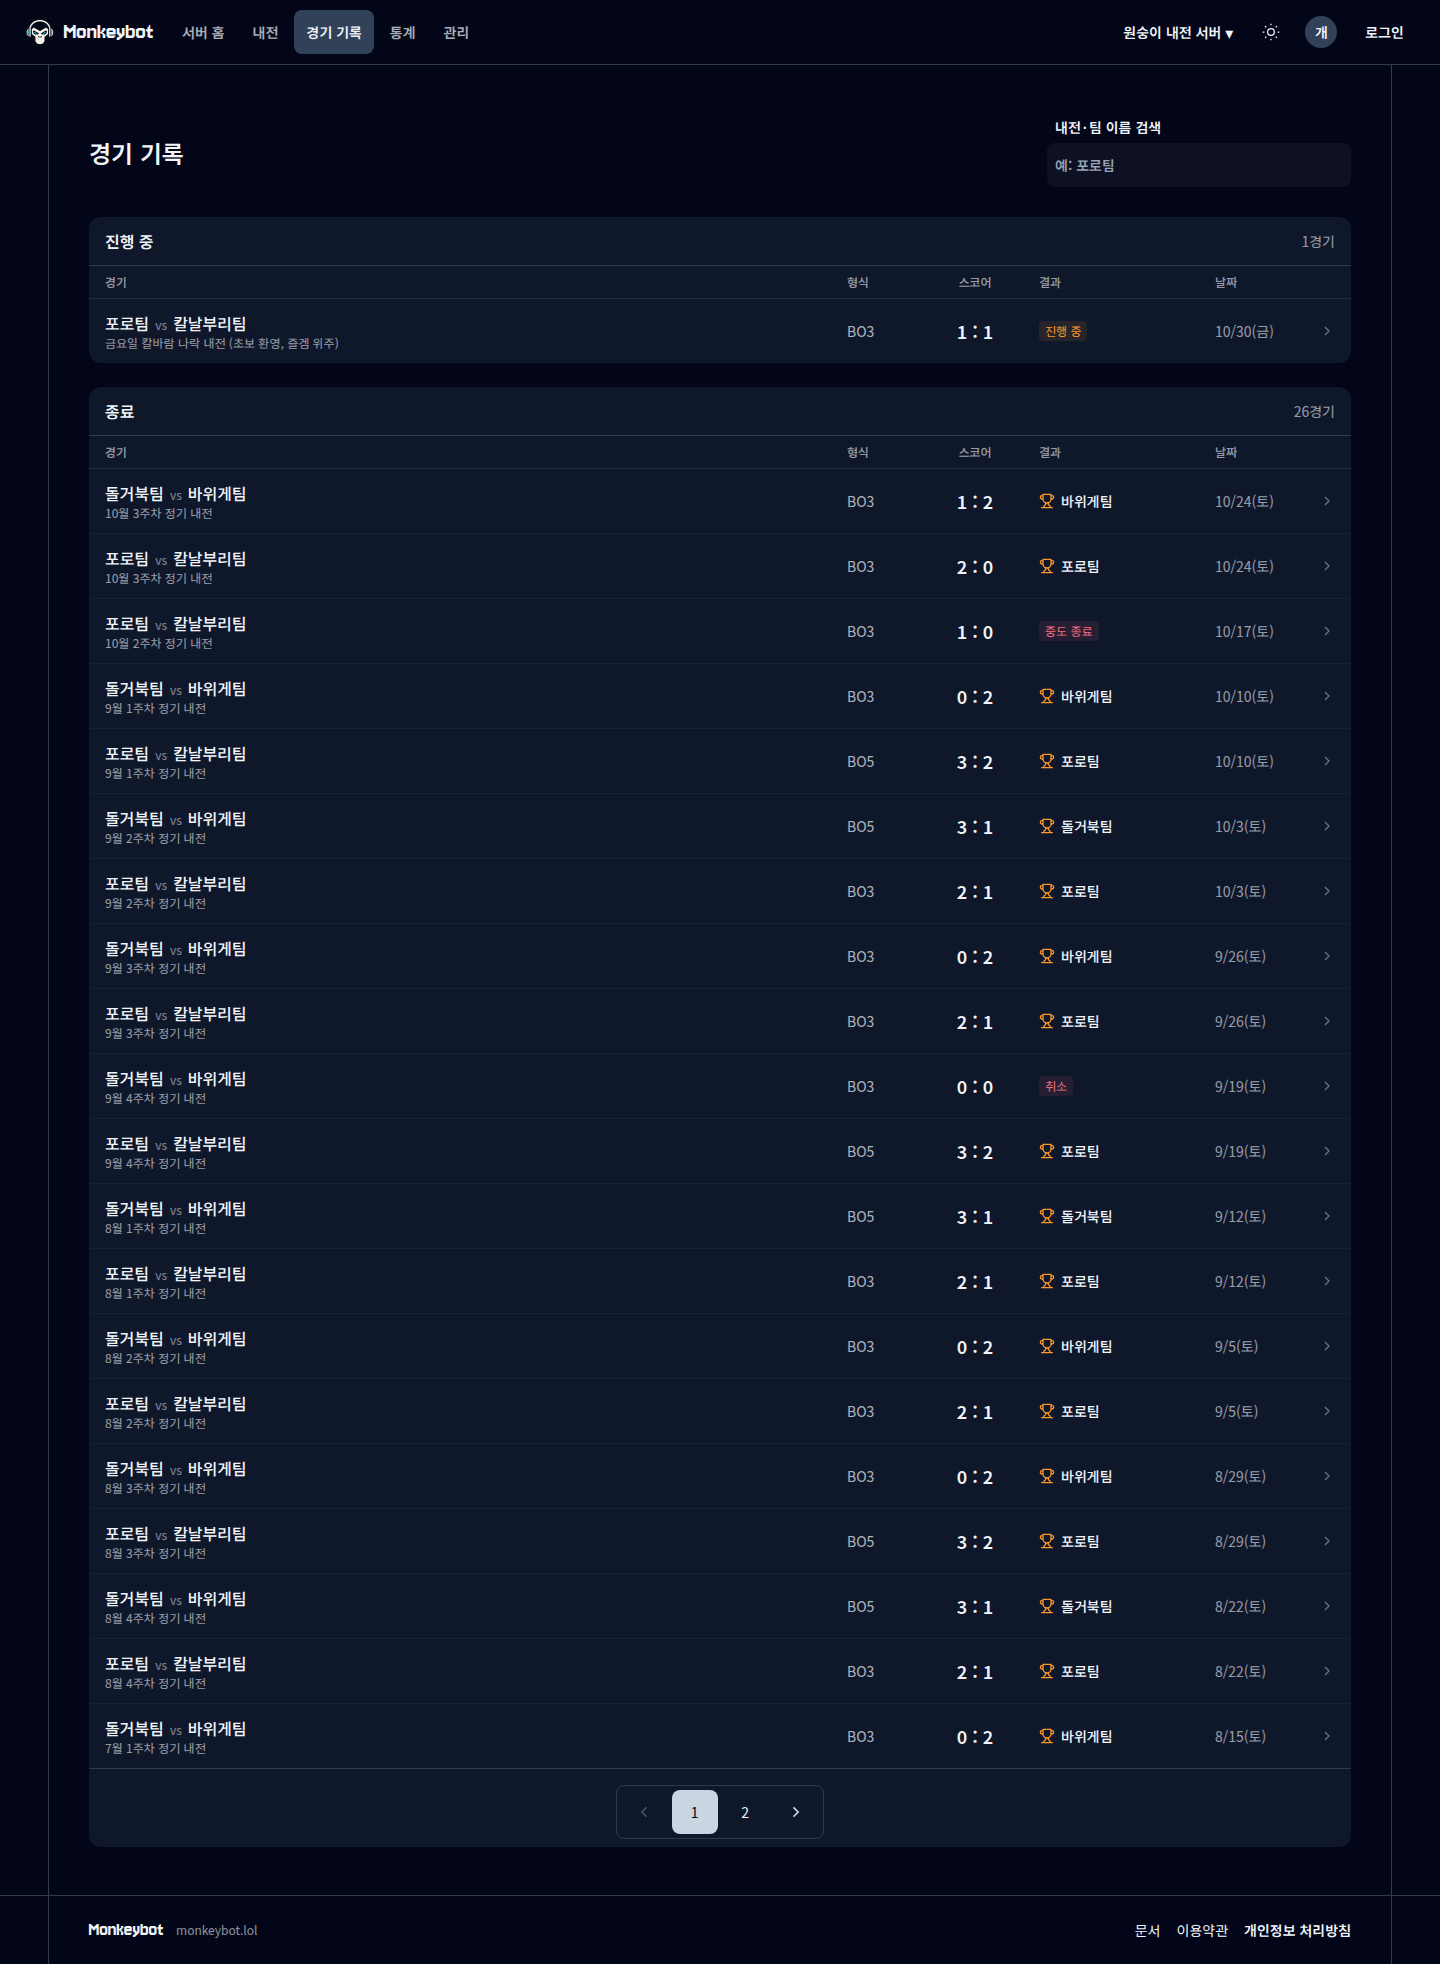 Monkeybot 서버 홈 내전 경기 기록 통계 관리 원숭이 내전 서버 ▾ 개 로그인
경기 기록
내전·팀 이름 검색
예: 포로팀
진행 중 1경기
경기 형식 스코어 결과 날짜
포로팀 vs 칼날부리팀 BO3 1 : 1 진행 중 10/30(금)
금요일 칼바람 나락 내전 (초보 환영, 즐겜 위주)
종료 26경기
경기 형식 스코어 결과 날짜
돌거북팀 vs 바위게팀 BO3 1 : 2 바위게팀 10/24(토)
10월 3주차 정기 내전
포로팀 vs 칼날부리팀 BO3 2 : 0 포로팀 10/24(토)
10월 3주차 정기 내전
포로팀 vs 칼날부리팀 BO3 1 : 0 중도 종료 10/17(토)
10월 2주차 정기 내전
돌거북팀 vs 바위게팀 BO3 0 : 2 바위게팀 10/10(토)
9월 1주차 정기 내전
포로팀 vs 칼날부리팀 BO5 3 : 2 포로팀 10/10(토)
9월 1주차 정기 내전
돌거북팀 vs 바위게팀 BO5 3 : 1 돌거북팀 10/3(토)
9월 2주차 정기 내전
포로팀 vs 칼날부리팀 BO3 2 : 1 포로팀 10/3(토)
9월 2주차 정기 내전
돌거북팀 vs 바위게팀 BO3 0 : 2 바위게팀 9/26(토)
9월 3주차 정기 내전
포로팀 vs 칼날부리팀 BO3 2 : 1 포로팀 9/26(토)
9월 3주차 정기 내전
돌거북팀 vs 바위게팀 BO3 0 : 0 취소 9/19(토)
9월 4주차 정기 내전
포로팀 vs 칼날부리팀 BO5 3 : 2 포로팀 9/19(토)
9월 4주차 정기 내전
돌거북팀 vs 바위게팀 BO5 3 : 1 돌거북팀 9/12(토)
8월 1주차 정기 내전
포로팀 vs 칼날부리팀 BO3 2 : 1 포로팀 9/12(토)
8월 1주차 정기 내전
돌거북팀 vs 바위게팀 BO3 0 : 2 바위게팀 9/5(토)
8월 2주차 정기 내전
포로팀 vs 칼날부리팀 BO3 2 : 1 포로팀 9/5(토)
8월 2주차 정기 내전
돌거북팀 vs 바위게팀 BO3 0 : 2 바위게팀 8/29(토)
8월 3주차 정기 내전
포로팀 vs 칼날부리팀 BO5 3 : 2 포로팀 8/29(토)
8월 3주차 정기 내전
돌거북팀 vs 바위게팀 BO5 3 : 1 돌거북팀 8/22(토)
8월 4주차 정기 내전
포로팀 vs 칼날부리팀 BO3 2 : 1 포로팀 8/22(토)
8월 4주차 정기 내전
돌거북팀 vs 바위게팀 BO3 0 : 2 바위게팀 8/15(토)
7월 1주차 정기 내전
1 2
Monkeybot monkeybot.lol 문서 이용약관 개인정보 처리방침